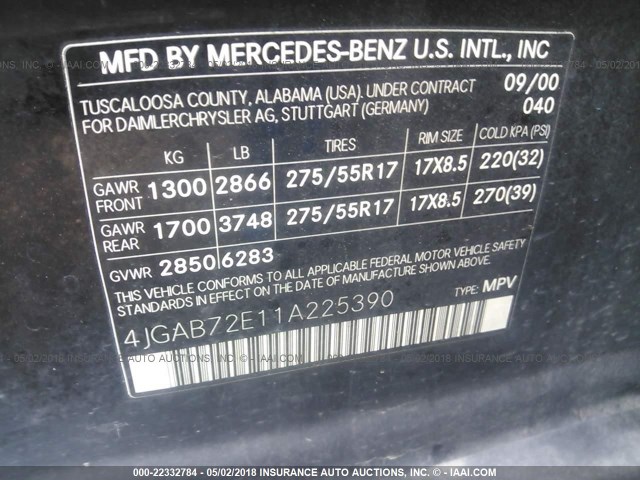 MFD BY MERCEDES-BENZ U.S. INTL., INC
TUSCALOOSA COUNTY, ALABAMA (USA). UNDER CONTRACT 09/00
FOR DAIMLERCHRYSLER AG, STUTTGART (GERMANY) 040
KG LB TIRES RIM SIZE COLD KPA (PSI)
GAWR FRONT 1300 2866 275/55R17 17X8.5 220(32)
GAWR REAR 1700 3748 275/55R17 17X8.5 270(39)
GVWR 2850 6283
THIS VEHICLE CONFORMS TO ALL APPLICABLE FEDERAL MOTOR VEHICLE SAFETY
STANDARDS IN EFFECT ON THE DATE OF MANUFACTURE SHOWN ABOVE.
4JGAB72E11A225390 TYPE: MPV
000-22332784 - 05/02/2018 INSURANCE AUTO AUCTIONS, INC. © - IAAI.COM